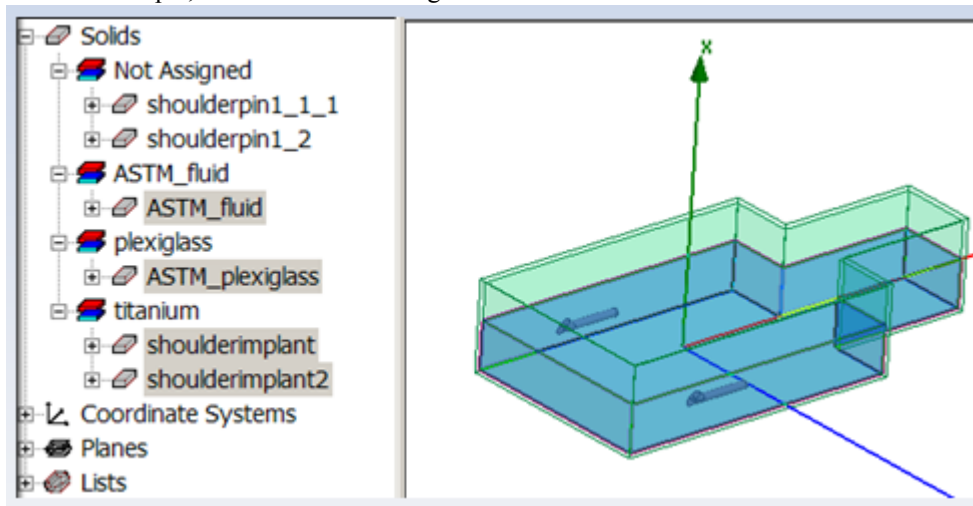 Solids
Not Assigned
shoulderpin1_1_1
shoulderpin1_2
ASTM_fluid
ASTM_fluid
plexiglass
ASTM_plexiglass
titanium
shoulderimplant
shoulderimplant2
Coordinate Systems
Planes
Lists
x